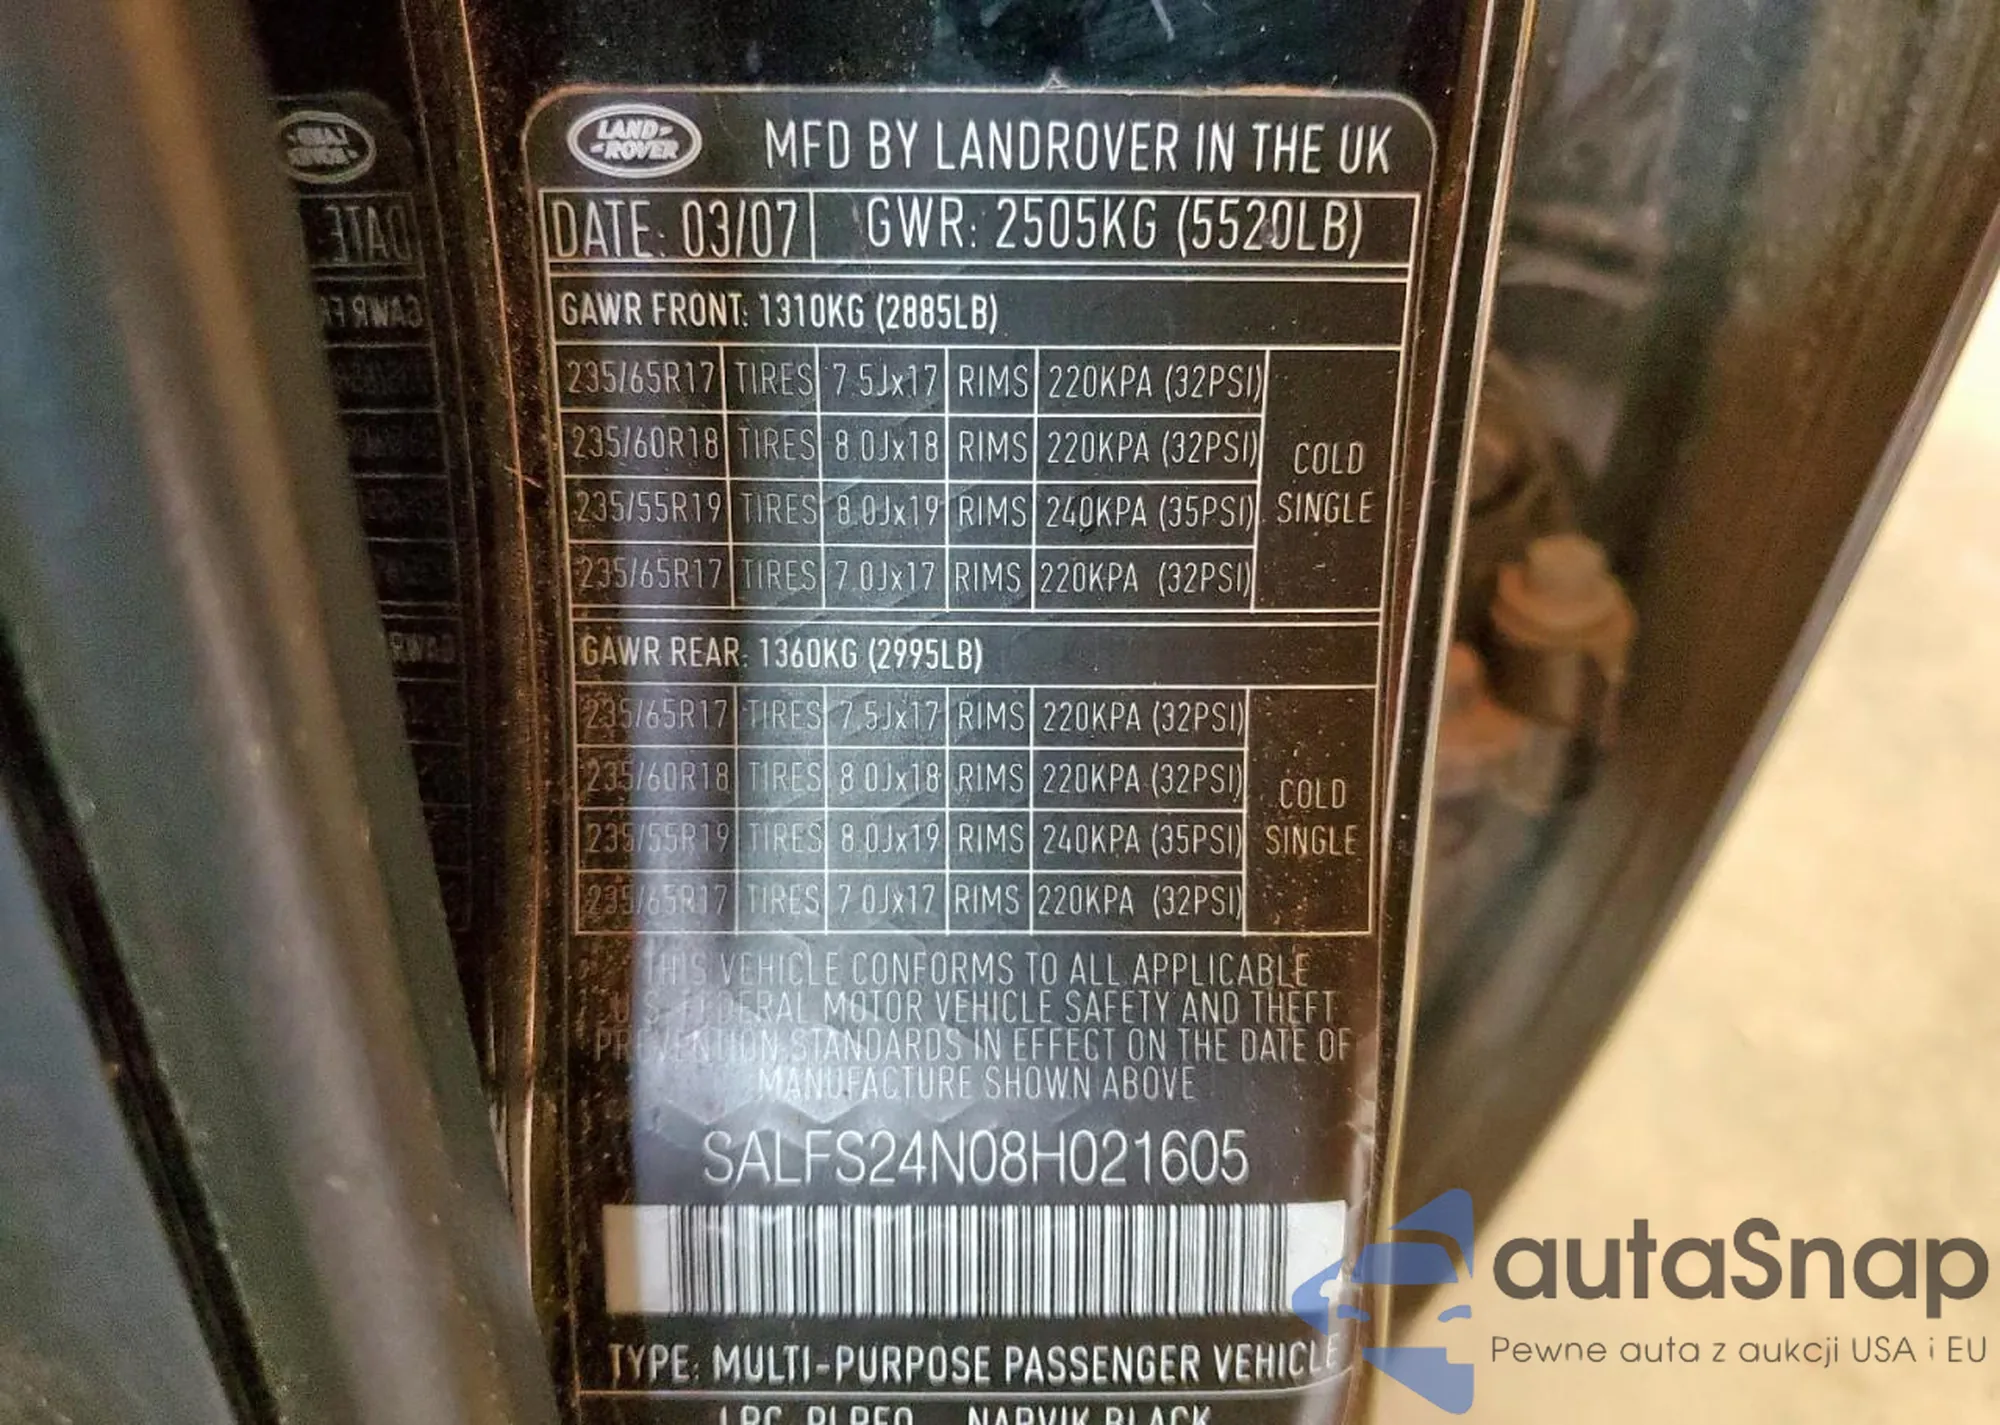 LAND ROVER MFD BY LANDROVER IN THE UK
DATE: 03/07 GWR: 2505KG (5520LB)
GAWR FRONT: 1310KG (2885LB)
235/65R17 TIRES 7.5Jx17 RIMS 220KPA (32PSI)
235/60R18 TIRES 8.0Jx18 RIMS 220KPA (32PSI)
235/55R19 TIRES 8.0Jx19 RIMS 240KPA (35PSI)
235/65R17 TIRES 7.0Jx17 RIMS 220KPA (32PSI)
COLD
SINGLE
GAWR REAR: 1360KG (2995LB)
235/65R17 TIRES 7.5Jx17 RIMS 220KPA (32PSI)
235/60R18 TIRES 8.0Jx18 RIMS 220KPA (32PSI)
235/55R19 TIRES 8.0Jx19 RIMS 240KPA (35PSI)
235/65R17 TIRES 7.0Jx17 RIMS 220KPA (32PSI)
COLD
SINGLE
THIS VEHICLE CONFORMS TO ALL APPLICABLE
U.S. FEDERAL MOTOR VEHICLE SAFETY AND THEFT
PREVENTION STANDARDS IN EFFECT ON THE DATE OF
MANUFACTURE SHOWN ABOVE
SALFS24N08H021605
TYPE: MULTI-PURPOSE PASSENGER VEHICLE
NARVIK BLACK
autaSnap
Pewne auta z aukcji USA i EU